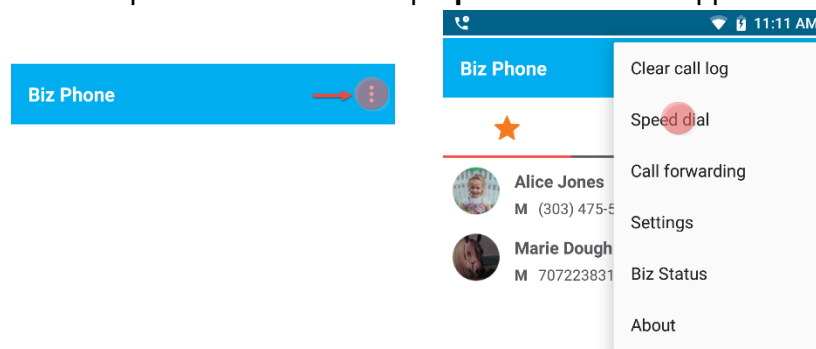 Biz Phone
11:11 AM
Biz Phone
Clear call log
Speed dial
Call forwarding
Settings
Biz Status
About
Alice Jones
M (303) 475-5
Marie Dough
M 707223831